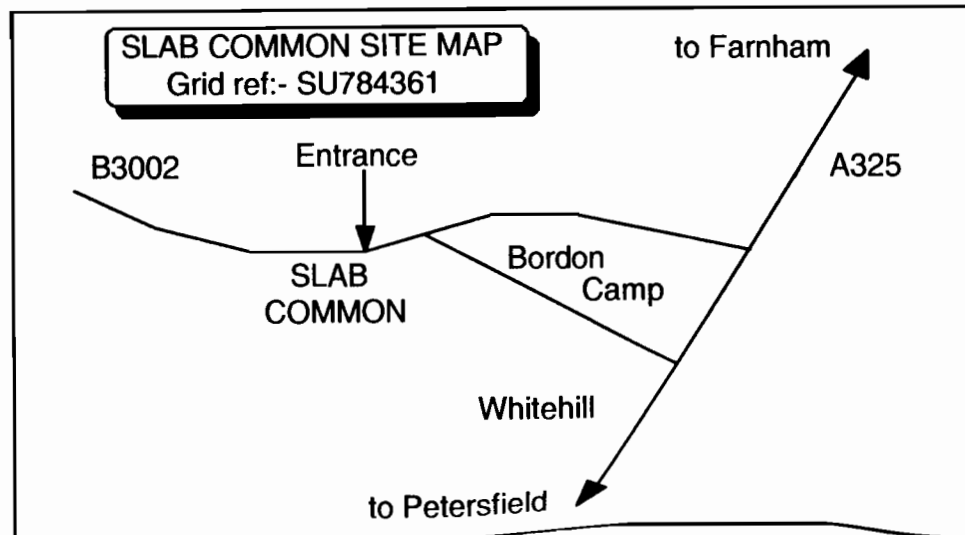 SLAB COMMON SITE MAP
Grid ref:- SU784361
to Farnham
B3002
Entrance
A325
SLAB
COMMON
Bordon
Camp
Whitehill
to Petersfield